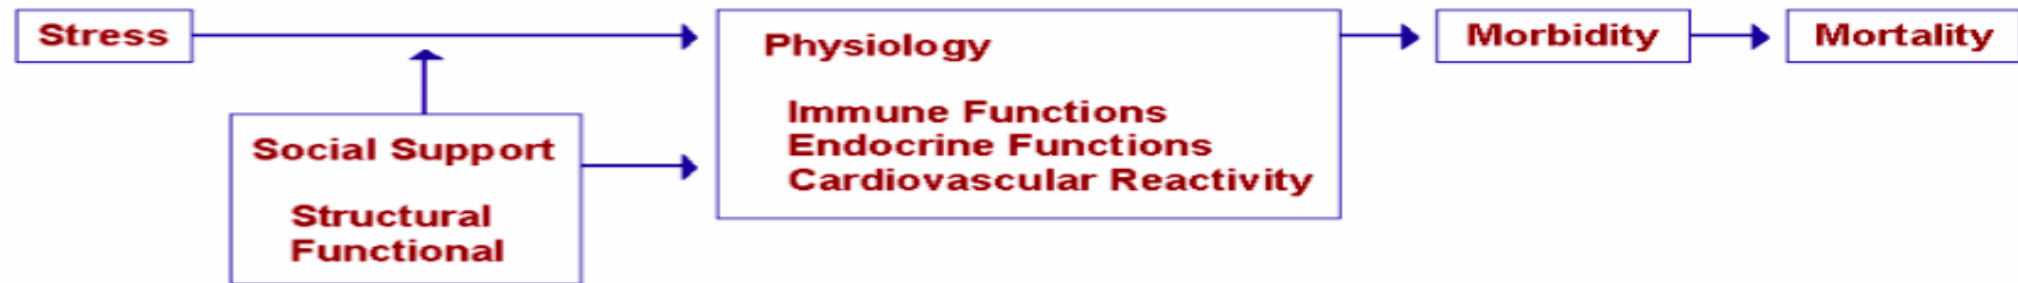 Stress
Physiology
Immune Functions
Endocrine Functions
Cardiovascular Reactivity
Morbidity
Mortality
Social Support
Structural
Functional